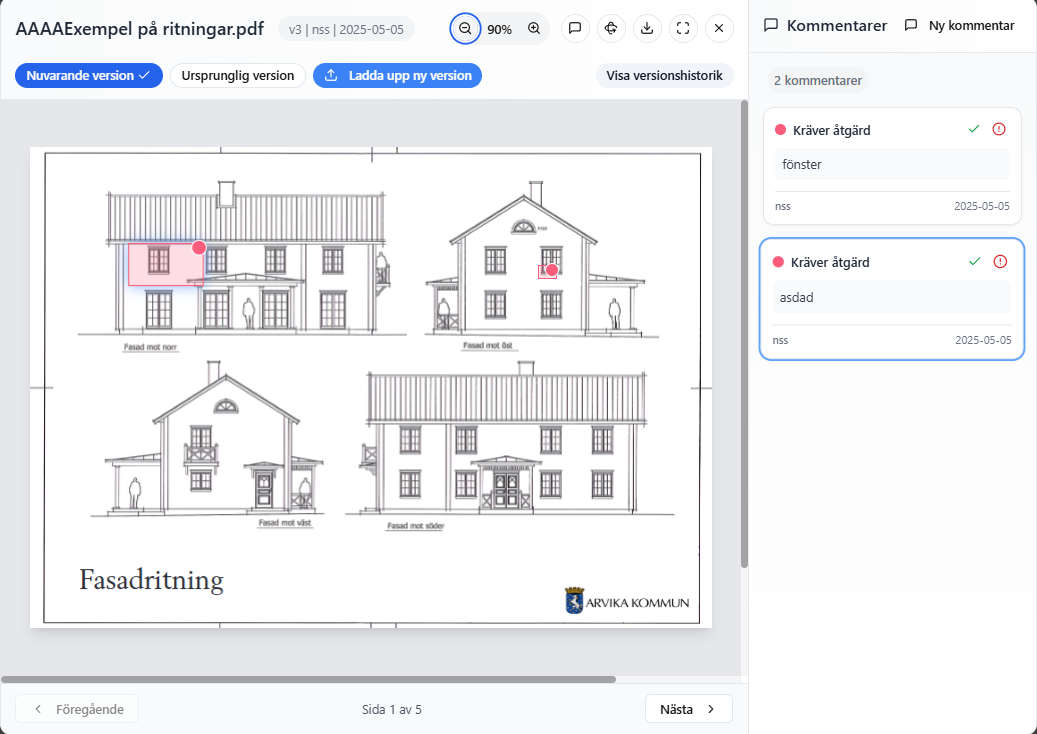 AAAAExempel på ritningar.pdf
v3 | nss | 2025-05-05
90%
Nuvarande version
Ursprunglig version
Ladda upp ny version
Visa versionshistorik
Fasad mot norr
Fasad mot öst
Fasad mot väst
Fasad mot söder
Fasadritning
ARVIKA KOMMUN
Föregående
Sida 1 av 5
Nästa
Kommentarer
Ny kommentar
2 kommentarer
Kräver åtgärd
fönster
nss
2025-05-05
Kräver åtgärd
asdad
nss
2025-05-05